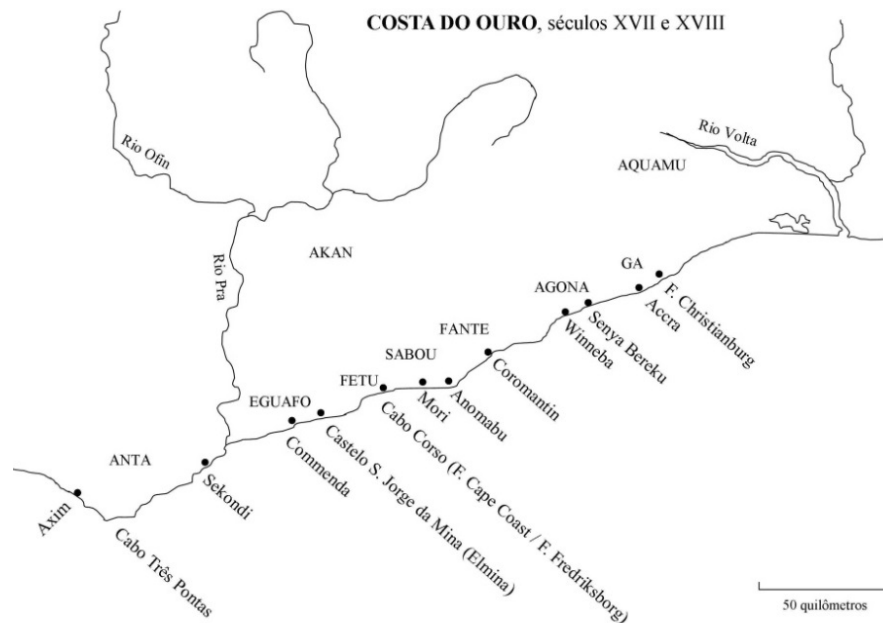 COSTA DO OURO, séculos XVII e XVIII
Rio Ofin
Rio Volta
AQUAMU
Rio Pra
AKAN
GA
F. Christianburg
Accra
AGONA
Senya Bereku
Winneba
FANTE
Coromantin
SABOU
Anomabu
Mori
FETU
Cabo Corso (F. Cape Coast / F. Fredriksborg)
EGUAFO
Castelo S. Jorge da Mina (Elmina)
Commenda
ANTA
Sekondi
Axim
Cabo Três Pontas
50 quilômetros